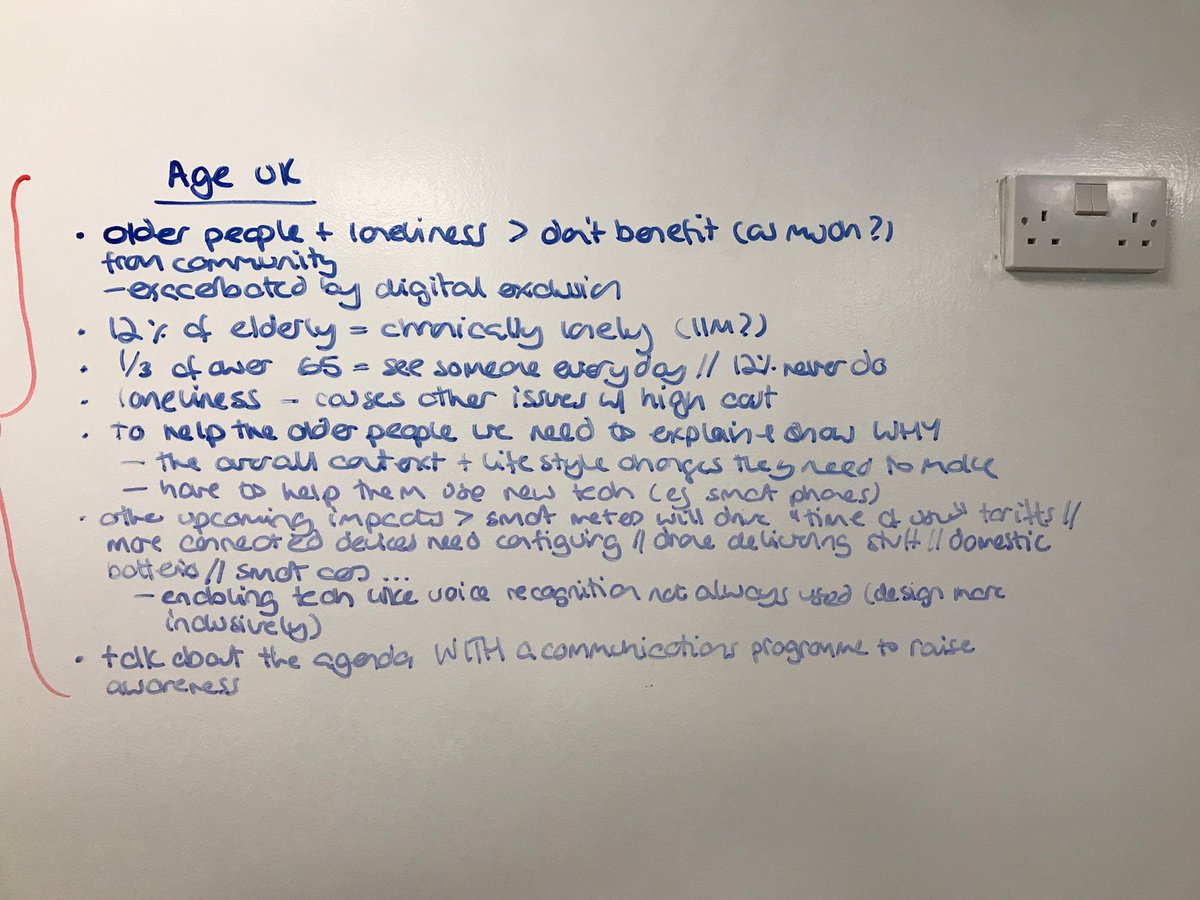 Age UK
• older people + loneliness > don't benefit (as much?)
from community
- exacerbated by digital exclusion
• 12% of elderly = chronically lonely (11M?)
• 1/3 of over 65 = see someone everyday // 12% never do
• loneliness - causes other issues w/ high cost
• to help the older people we need to explain + show WHY
- the overall context + lifestyle changes they need to make
- have to help them use new tech (eg smart phones)
• other upcoming impacts > smart meters will drive "time of use" tariffs //
more connected devices need configuring // drone delivering stuff // domestic
batteries // smart cars ...
- enabling tech like voice recognition not always used (design more
inclusively)
• talk about the agenda WITH a communications programme to raise
awareness